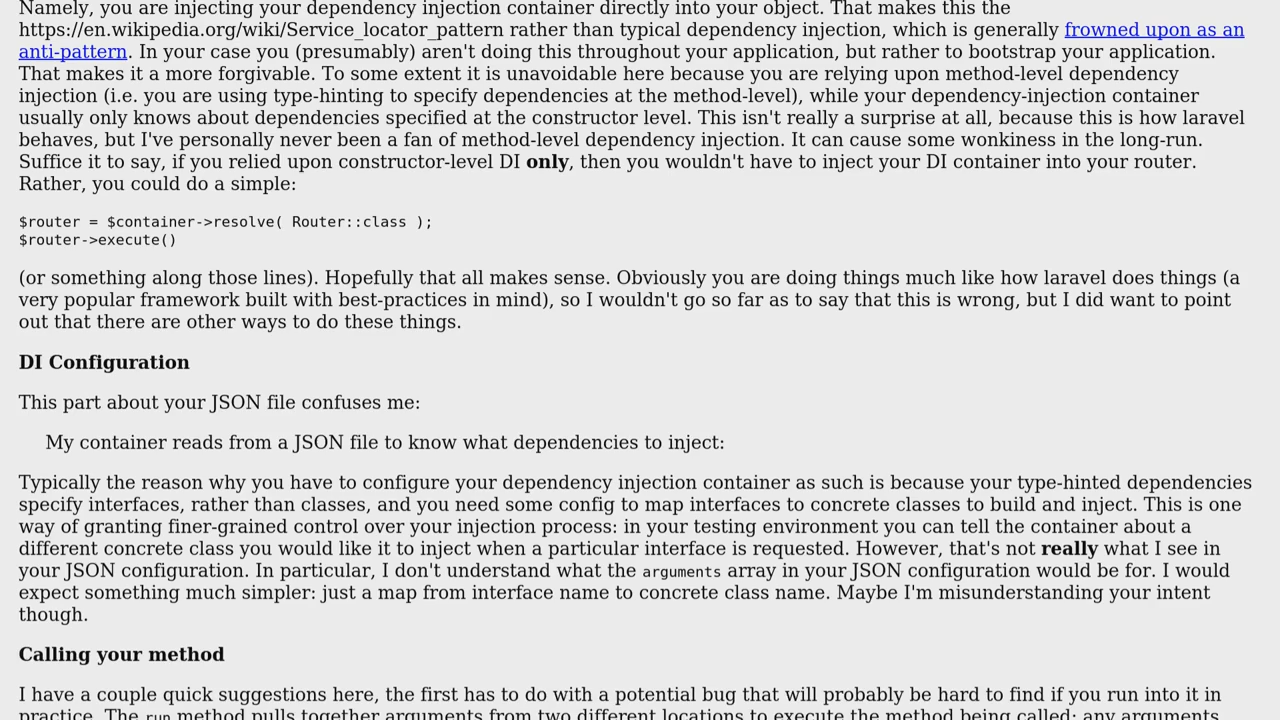 Namely, you are injecting your dependency injection container directly into your object. That makes this the
https://en.wikipedia.org/wiki/Service_locator_pattern rather than typical dependency injection, which is generally frowned upon as an
anti-pattern. In your case you (presumably) aren't doing this throughout your application, but rather to bootstrap your application.
That makes it a more forgivable. To some extent it is unavoidable here because you are relying upon method-level dependency
injection (i.e. you are using type-hinting to specify dependencies at the method-level), while your dependency-injection container
usually only knows about dependencies specified at the constructor level. This isn't really a surprise at all, because this is how laravel
behaves, but I've personally never been a fan of method-level dependency injection. It can cause some wonkiness in the long-run.
Suffice it to say, if you relied upon constructor-level DI only, then you wouldn't have to inject your DI container into your router.
Rather, you could do a simple:
$router = $container->resolve( Router::class );
$router->execute()
(or something along those lines). Hopefully that all makes sense. Obviously you are doing things much like how laravel does things (a
very popular framework built with best-practices in mind), so I wouldn't go so far as to say that this is wrong, but I did want to point
out that there are other ways to do these things.
DI Configuration
This part about your JSON file confuses me:
My container reads from a JSON file to know what dependencies to inject:
Typically the reason why you have to configure your dependency injection container as such is because your type-hinted dependencies
specify interfaces, rather than classes, and you need some config to map interfaces to concrete classes to build and inject. This is one
way of granting finer-grained control over your injection process: in your testing environment you can tell the container about a
different concrete class you would like it to inject when a particular interface is requested. However, that's not really what I see in
your JSON configuration. In particular, I don't understand what the arguments array in your JSON configuration would be for. I would
expect something much simpler: just a map from interface name to concrete class name. Maybe I'm misunderstanding your intent
though.
Calling your method
I have a couple quick suggestions here, the first has to do with a potential bug that will probably be hard to find if you run into it in
practice. The run method pulls together arguments from two different locations to execute the method being called: any arguments